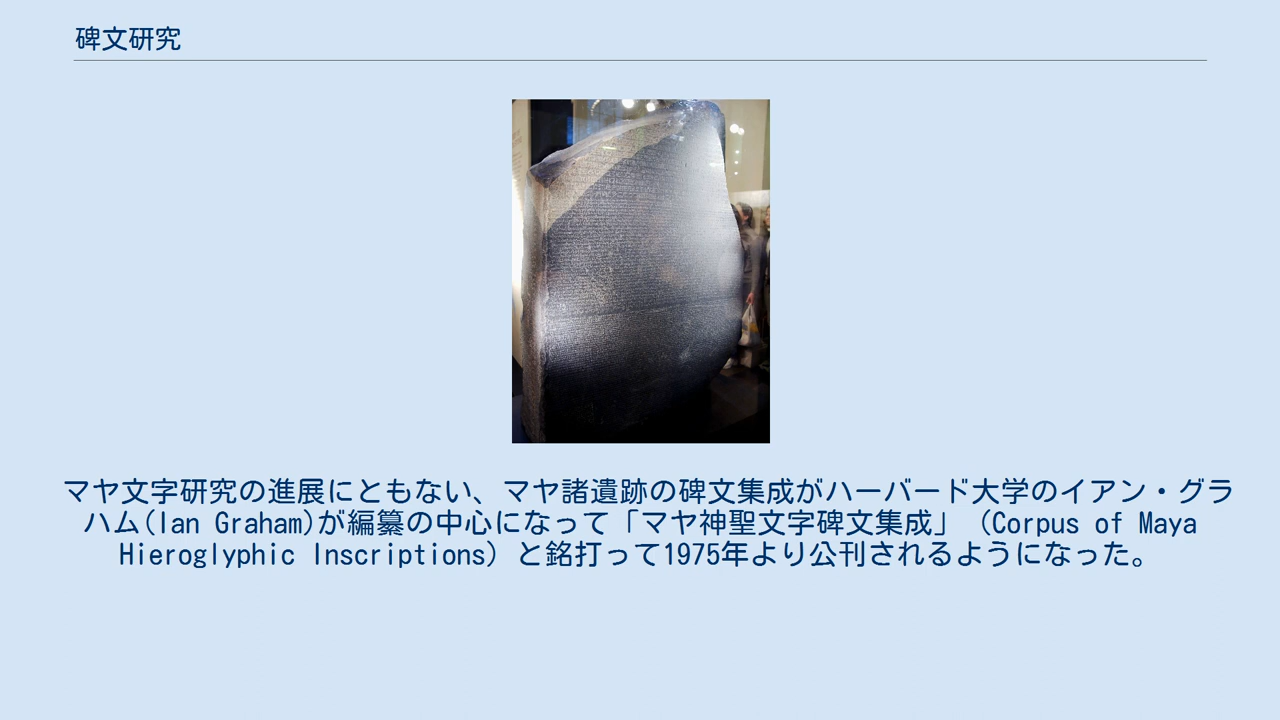 碑文研究
マヤ文字研究の進展にともない、マヤ諸遺跡の碑文集成がハーバード大学のイアン・グラ
ハム(Ian Graham)が編纂の中心になって「マヤ神聖文字碑文集成」（Corpus of Maya
Hieroglyphic Inscriptions）と銘打って1975年より公刊されるようになった。